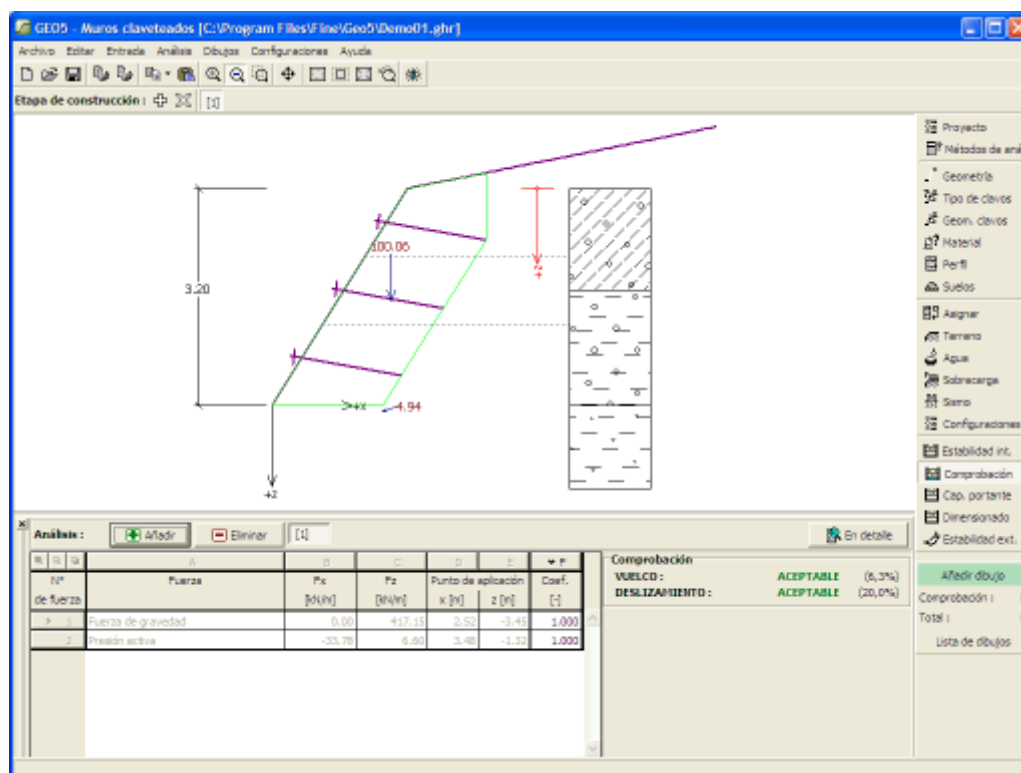 GEO5 - Muros claveteados [C:\Program Files\Fine\Geo5\Demo01.ghr]
Archivo Editar Entrada Análisis Dibujos Configuraciones Ayuda
Etapa de construcción : [1]
Proyecto
Métodos de aná
Geometría
Tipo de clavos
Geom. clavos
Material
Perfil
Suelos
Asignar
Terreno
Agua
Sobrecarga
Sismo
Configuraciones
Estabilidad int.
Comprobación
Cap. portante
Dimensionado
Estabilidad ext.
100.06
+z
3.20
+x
4.94
+z
Análisis : Añadir Eliminar [1] En detalle
A B C D E F
Nº Fuerza Fx Fz Punto de aplicación Coef.
de fuerza [kN/m] [kN/m] x [m] z [m] [-]
1 Fuerza de gravedad 0.00 417.15 2.52 -3.45 1.000
2 Presión activa -33.78 6.60 3.48 -1.32 1.000
Comprobación
VUELCO : ACEPTABLE (6,3%)
DESLIZAMIENTO : ACEPTABLE (20,0%)
Añadir dibujo
Comprobación :
Total :
Lista de dibujos